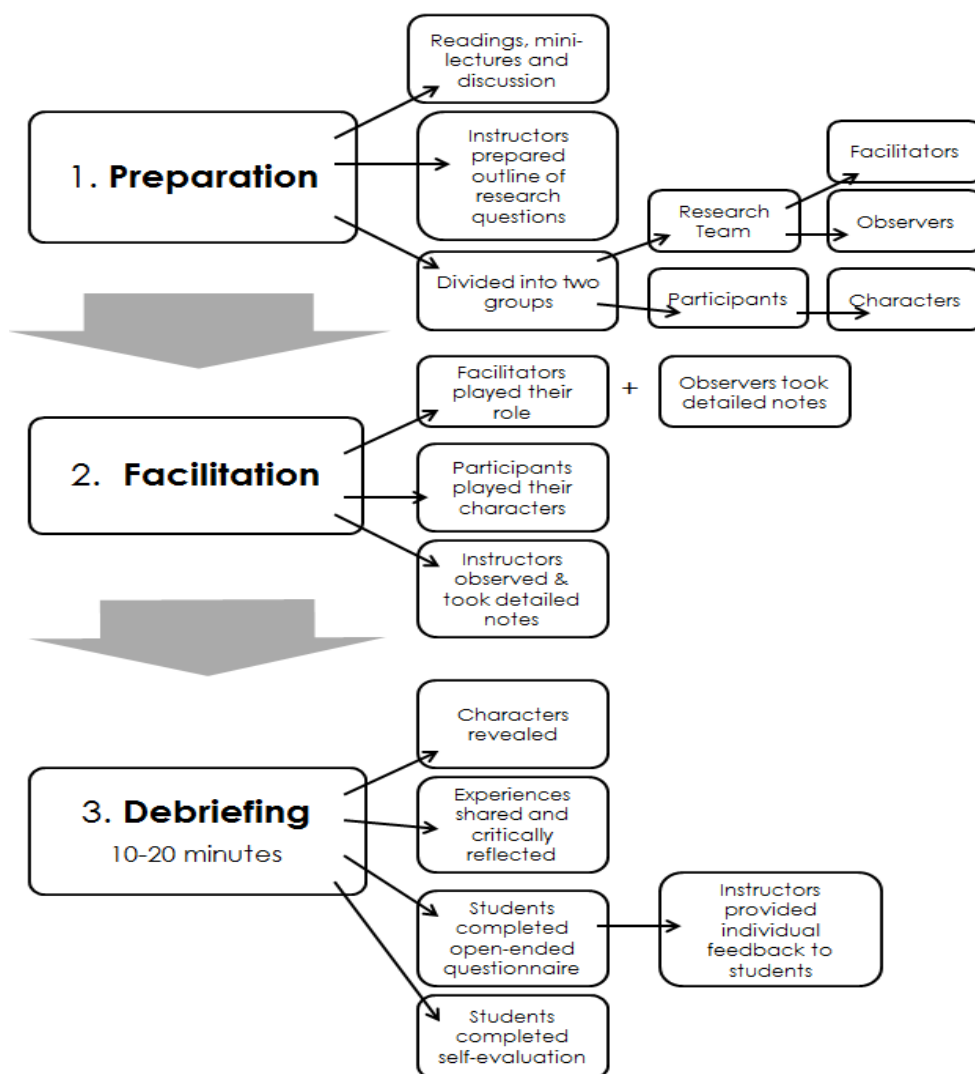 Readings, mini-
lectures and
discussion
1. Preparation
Instructors
prepared
outline of
research
questions
Divided into two
groups
Research
Team
Facilitators
Observers
Participants
Characters
2. Facilitation
Facilitators
played their
role
+
Observers took
detailed notes
Participants
played their
characters
Instructors
observed &
took detailed
notes
3. Debriefing
10-20 minutes
Characters
revealed
Experiences
shared and
critically
reflected
Students
completed
open-ended
questionnaire
Instructors
provided
individual
feedback to
students
Students
completed
self-evaluation